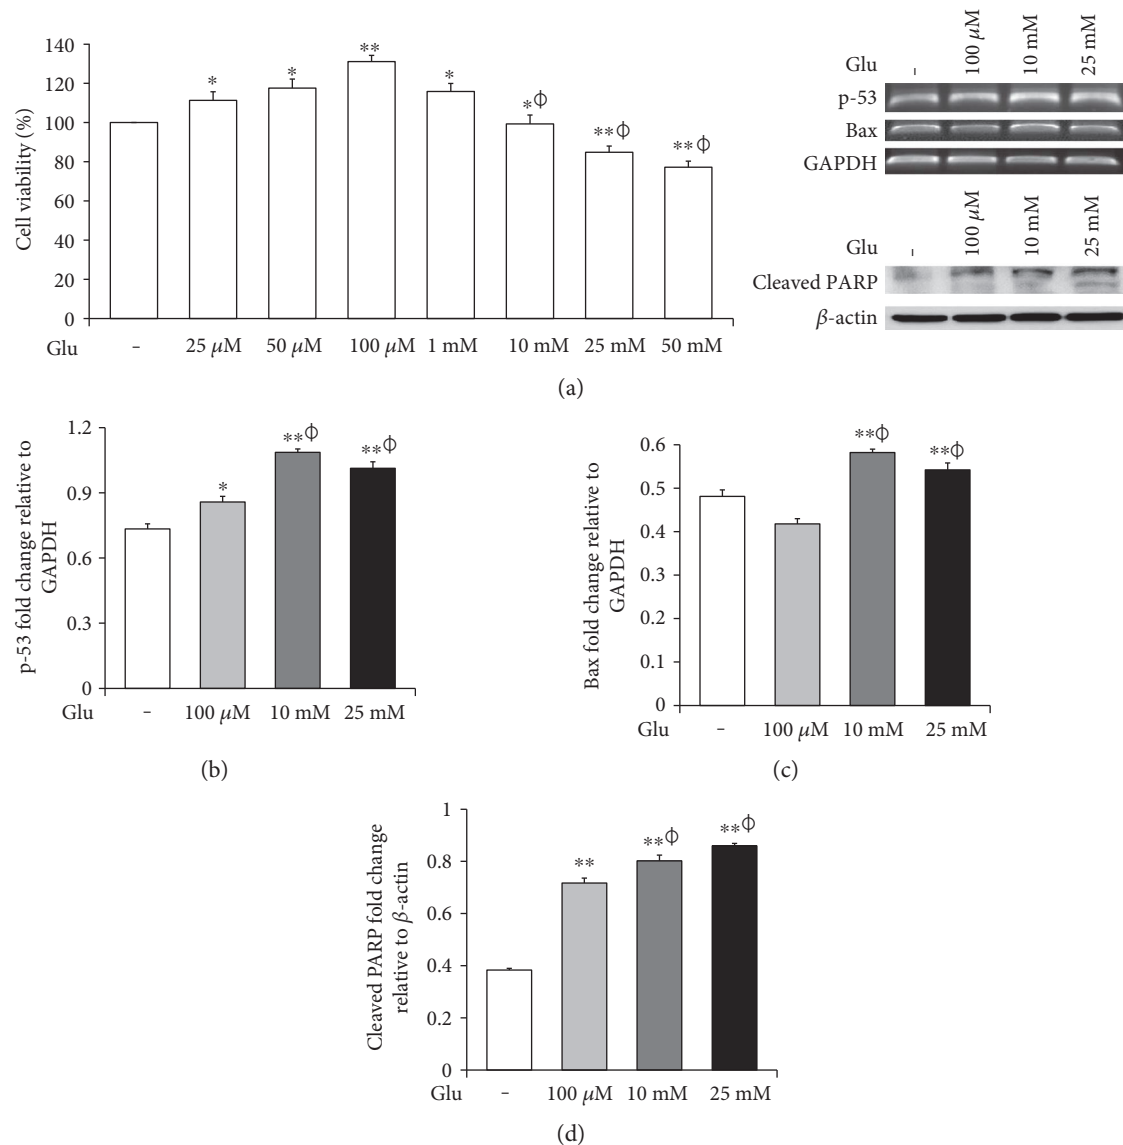 Cell viability (%)
140
120
100
80
60
40
20
0
* * ** * *ϕ **ϕ **ϕ
Glu - 25 μM 50 μM 100 μM 1 mM 10 mM 25 mM 50 mM
Glu - 100 μM 10 mM 25 mM
p-53
Bax
GAPDH
Glu - 100 μM 10 mM 25 mM
Cleaved PARP
β-actin
(a)
p-53 fold change relative to
GAPDH
1.2
0.9
0.6
0.3
0
* **ϕ **ϕ
Glu - 100 μM 10 mM 25 mM
(b)
Bax fold change relative to
GAPDH
0.6
0.5
0.4
0.3
0.2
0.1
0
**ϕ **ϕ
Glu - 100 μM 10 mM 25 mM
(c)
Cleaved PARP fold change
relative to β-actin
1
0.8
0.6
0.4
0.2
0
** **ϕ **ϕ
Glu - 100 μM 10 mM 25 mM
(d)